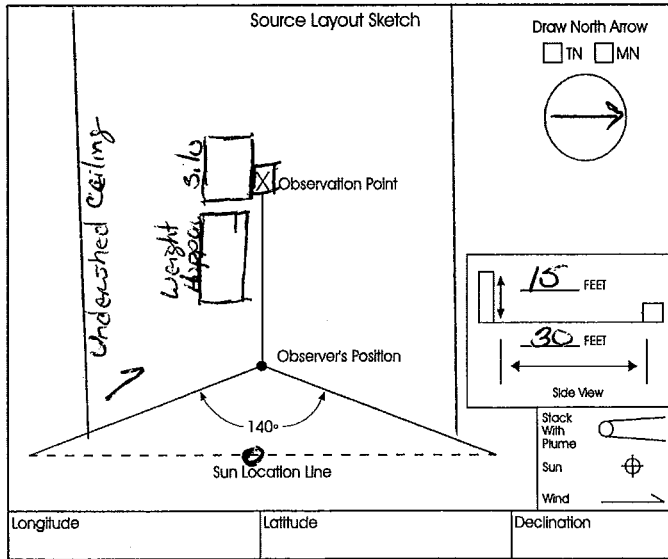 Source Layout Sketch
Draw North Arrow
TN MN
Silo
X Observation Point
Weight Hopper
Undershed Ceiling
15 FEET
30 FEET
Side View
Observer's Position
140°
Sun Location Line
Stack
With
Plume
Sun
Wind
Longitude Latitude Declination